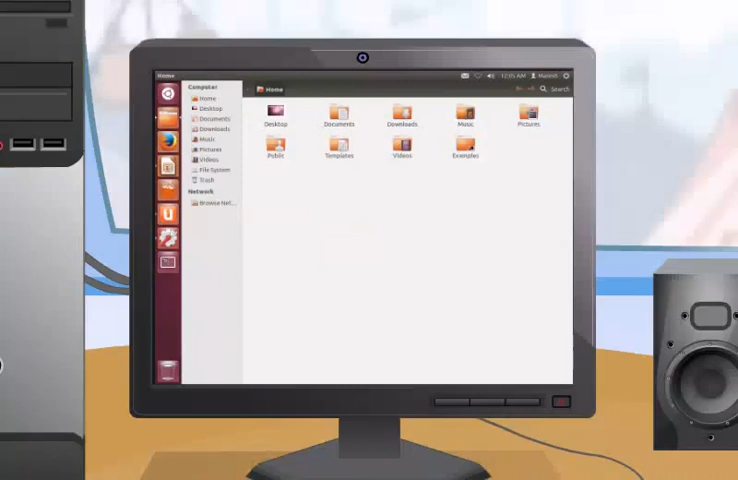 Home
12:05 AM
Manish
Computer
Home
Desktop
Documents
Downloads
Music
Pictures
Videos
File System
Trash
Network
Browse Net...
Home
Search
Desktop
Documents
Downloads
Music
Pictures
Public
Templates
Videos
Examples